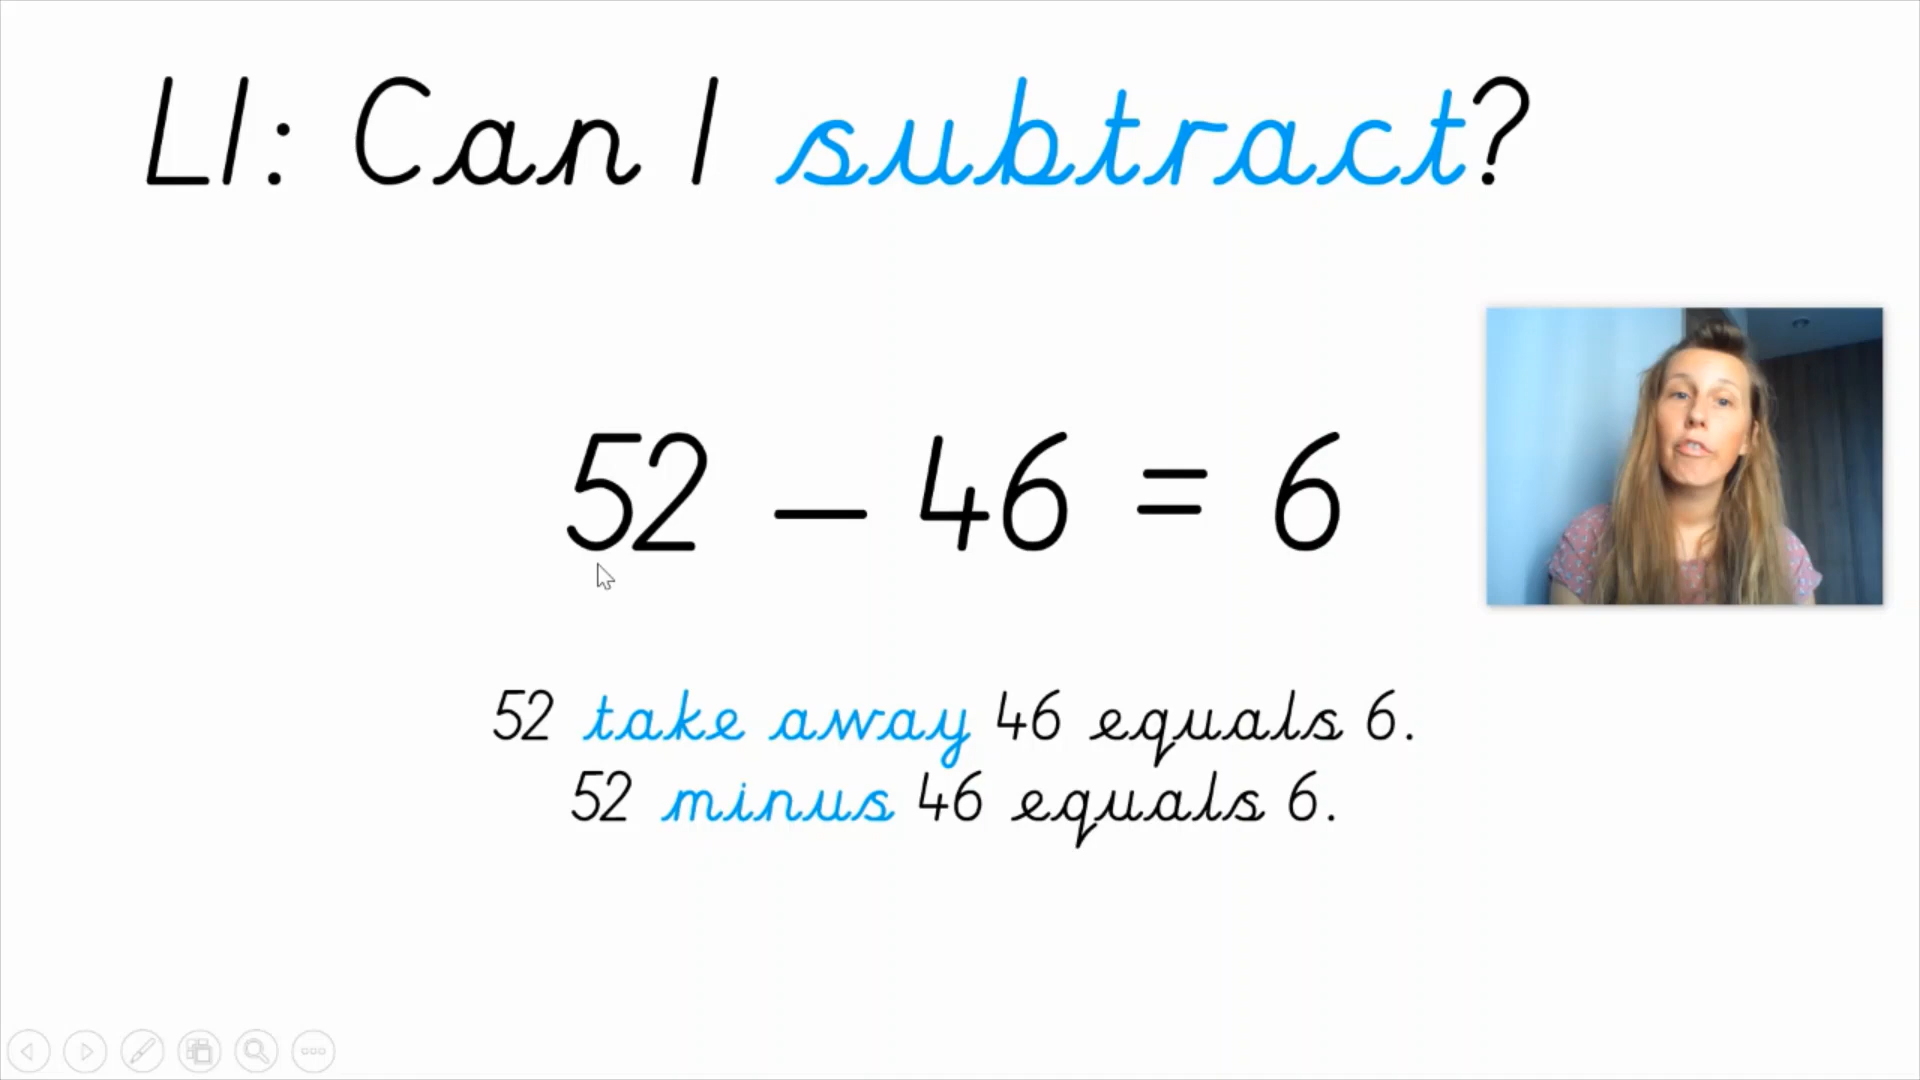 LI: Can I subtract?
52 – 46 = 6
52 take away 46 equals 6.
52 minus 46 equals 6.